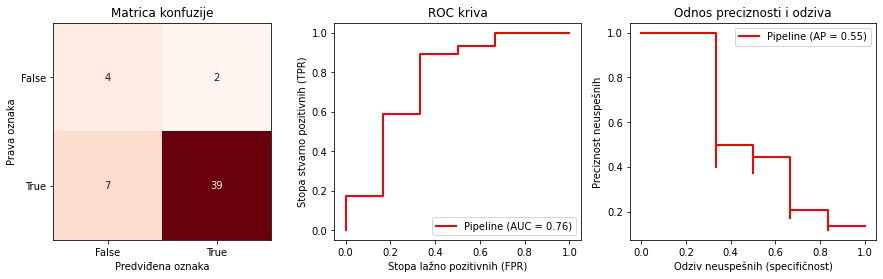 Matrica konfuzije
Prava oznaka
False
True
4
2
7
39
False
True
Predviđena oznaka
ROC kriva
Stopa stvarno pozitivnih (TPR)
1.0
0.8
0.6
0.4
0.2
0.0
Pipeline (AUC = 0.76)
0.0 0.2 0.4 0.6 0.8 1.0
Stopa lažno pozitivnih (FPR)
Odnos preciznosti i odziva
Preciznost neuspešnih
1.0
0.8
0.6
0.4
0.2
Pipeline (AP = 0.55)
0.0 0.2 0.4 0.6 0.8 1.0
Odziv neuspešnih (specifičnost)